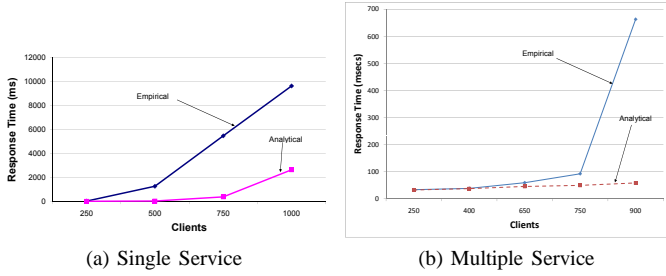 12000
10000
8000
6000
4000
2000
0
Response Time (ms)
Empirical
Analytical
250 500 750 1000
Clients
(a) Single Service
700
600
500
400
300
200
100
0
Response Time (msecs)
Empirical
Analytical
250 400 650 750 900
Clients
(b) Multiple Service